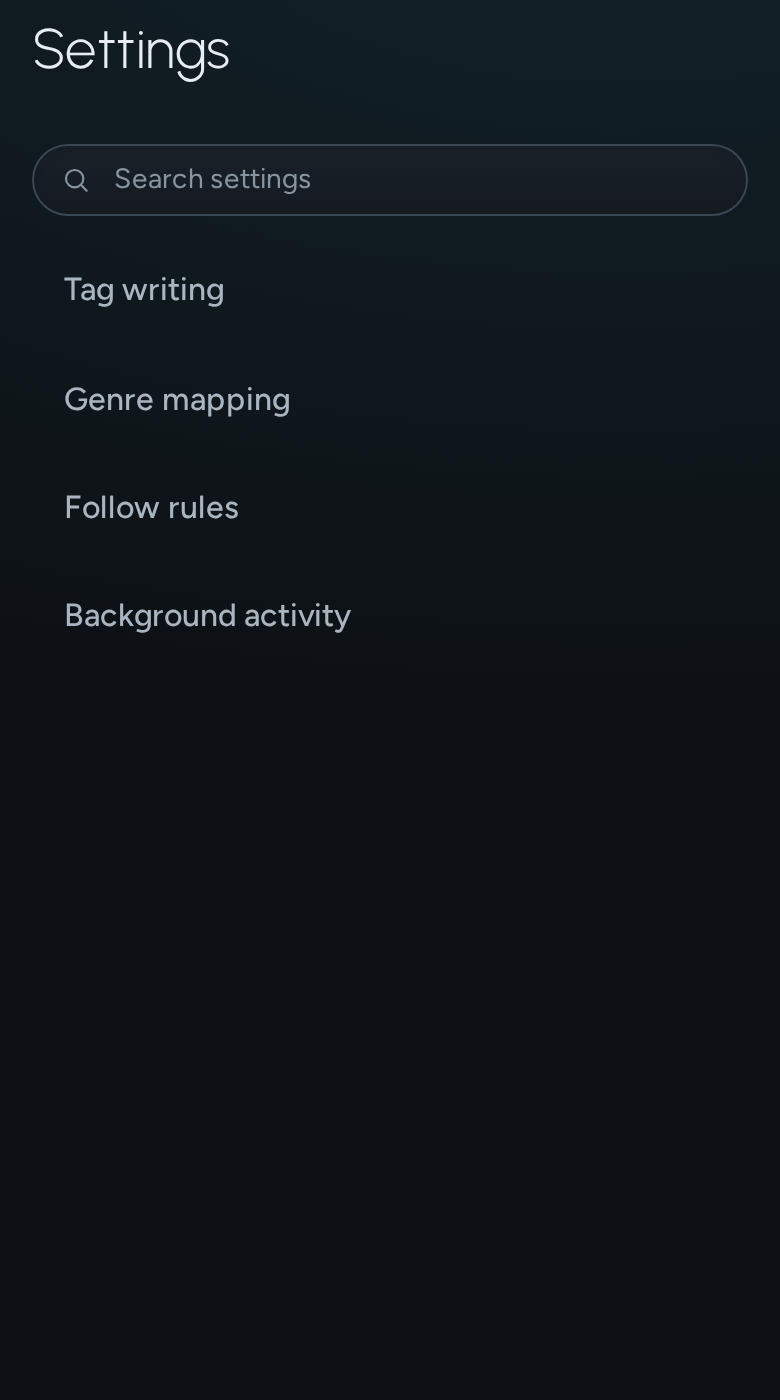 Settings
Search settings
Tag writing
Genre mapping
Follow rules
Background activity